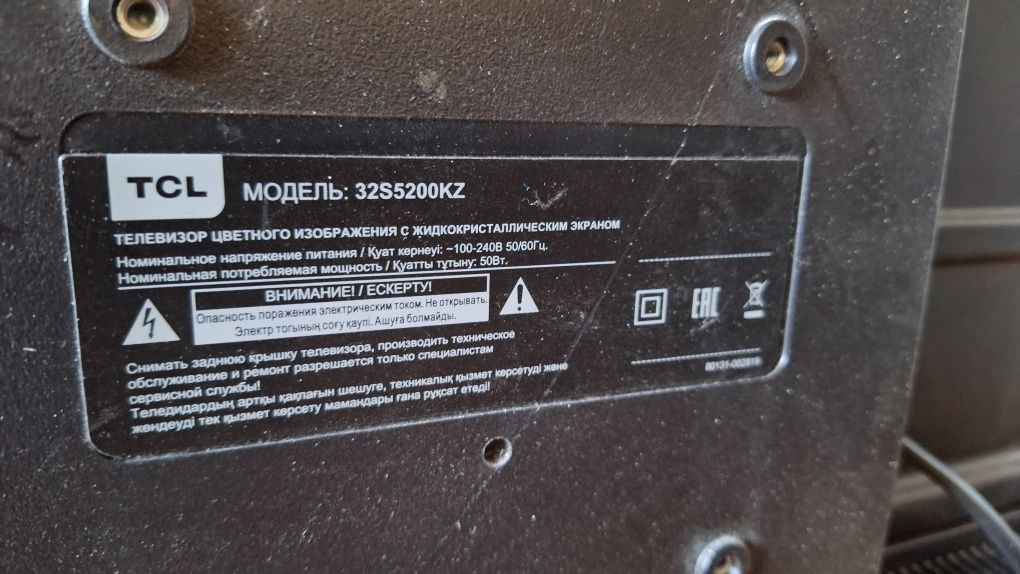 TCL
МОДЕЛЬ: 32S5200KZ
ТЕЛЕВИЗОР ЦВЕТНОГО ИЗОБРАЖЕНИЯ С ЖИДКОКРИСТАЛЛИЧЕСКИМ ЭКРАНОМ
Номинальное напряжение питания / Қуат кернеуі: ~100-240В 50/60Гц.
Номинальная потребляемая мощность / Қуатты тұтыну: 50Вт.
ВНИМАНИЕ! / ЕСКЕРТУ!
Опасность поражения электрическим током. Не открывать.
Электр тогының соғу қаупі. Ашуға болмайды.
EAC
Снимать заднюю крышку телевизора, производить техническое
обслуживание и ремонт разрешается только специалистам
сервисной службы!
Теледидардың артқы қақпағын шешуге, техникалық қызмет көрсетуді және
жөндеуді тек қызмет көрсету мамандары ғана рұқсат етеді!